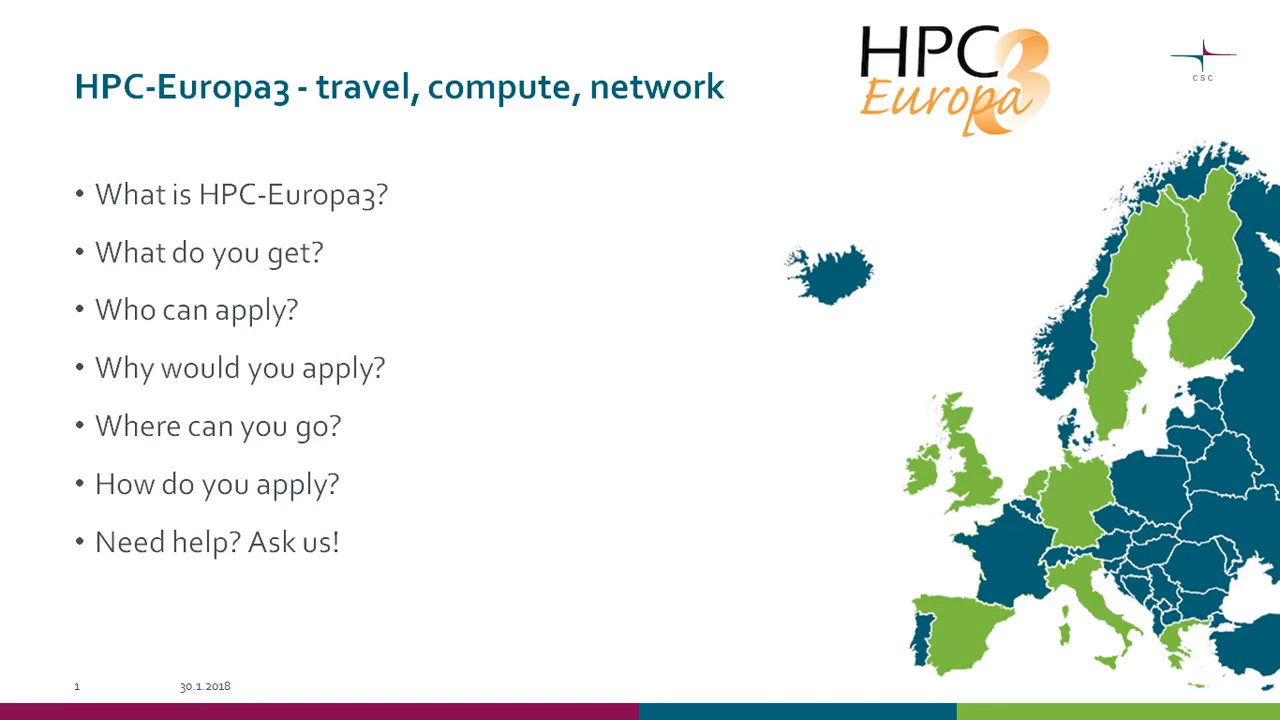 HPC-Europa3 - travel, compute, network
HPC
Europa 3
CSC
• What is HPC-Europa3?
• What do you get?
• Who can apply?
• Why would you apply?
• Where can you go?
• How do you apply?
• Need help? Ask us!
1 30.1.2018